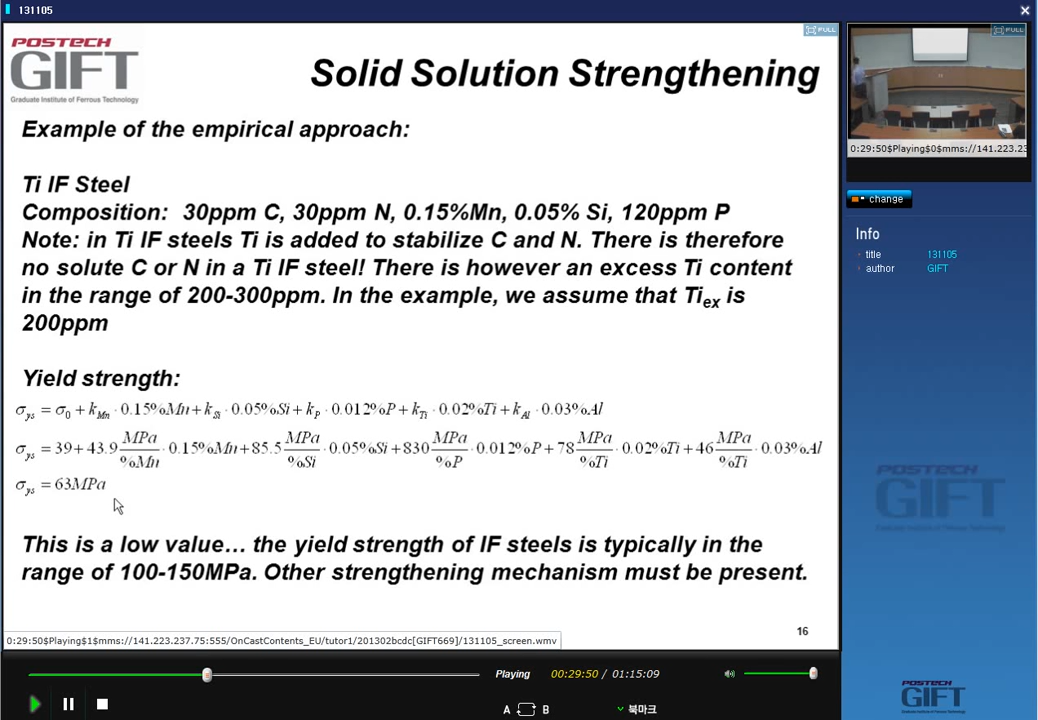 131105
FULL
FULL
POSTECH
GIFT
Graduate Institute of Ferrous Technology
Solid Solution Strengthening
Example of the empirical approach:
Ti IF Steel
Composition: 30ppm C, 30ppm N, 0.15%Mn, 0.05% Si, 120ppm P
Note: in Ti IF steels Ti is added to stabilize C and N. There is therefore
no solute C or N in a Ti IF steel! There is however an excess Ti content
in the range of 200-300ppm. In the example, we assume that Tiex is
200ppm
Yield strength:
σys = σ0 + kMn · 0.15%Mn + kSi · 0.05%Si + kP · 0.012%P + kTi · 0.02%Ti + kAl · 0.03%Al
σys = 39 + 43.9 MPa/%Mn · 0.15%Mn + 85.5 MPa/%Si · 0.05%Si + 830 MPa/%P · 0.012%P + 78 MPa/%Ti · 0.02%Ti + 46 MPa/%Ti · 0.03%Al
σys = 63MPa
This is a low value... the yield strength of IF steels is typically in the
range of 100-150MPa. Other strengthening mechanism must be present.
16
0:29:50$Playing$1$mms://141.223.237.75:555/OnCastContents_EU/tutor1/201302bcdc[GIFT669]/131105_screen.wmv
0:29:50$Playing$0$mms://141.223.23
change
Info
title 131105
author GIFT
POSTECH
GIFT
Playing 00:29:50 / 01:15:09
A B 북마크
POSTECH
GIFT